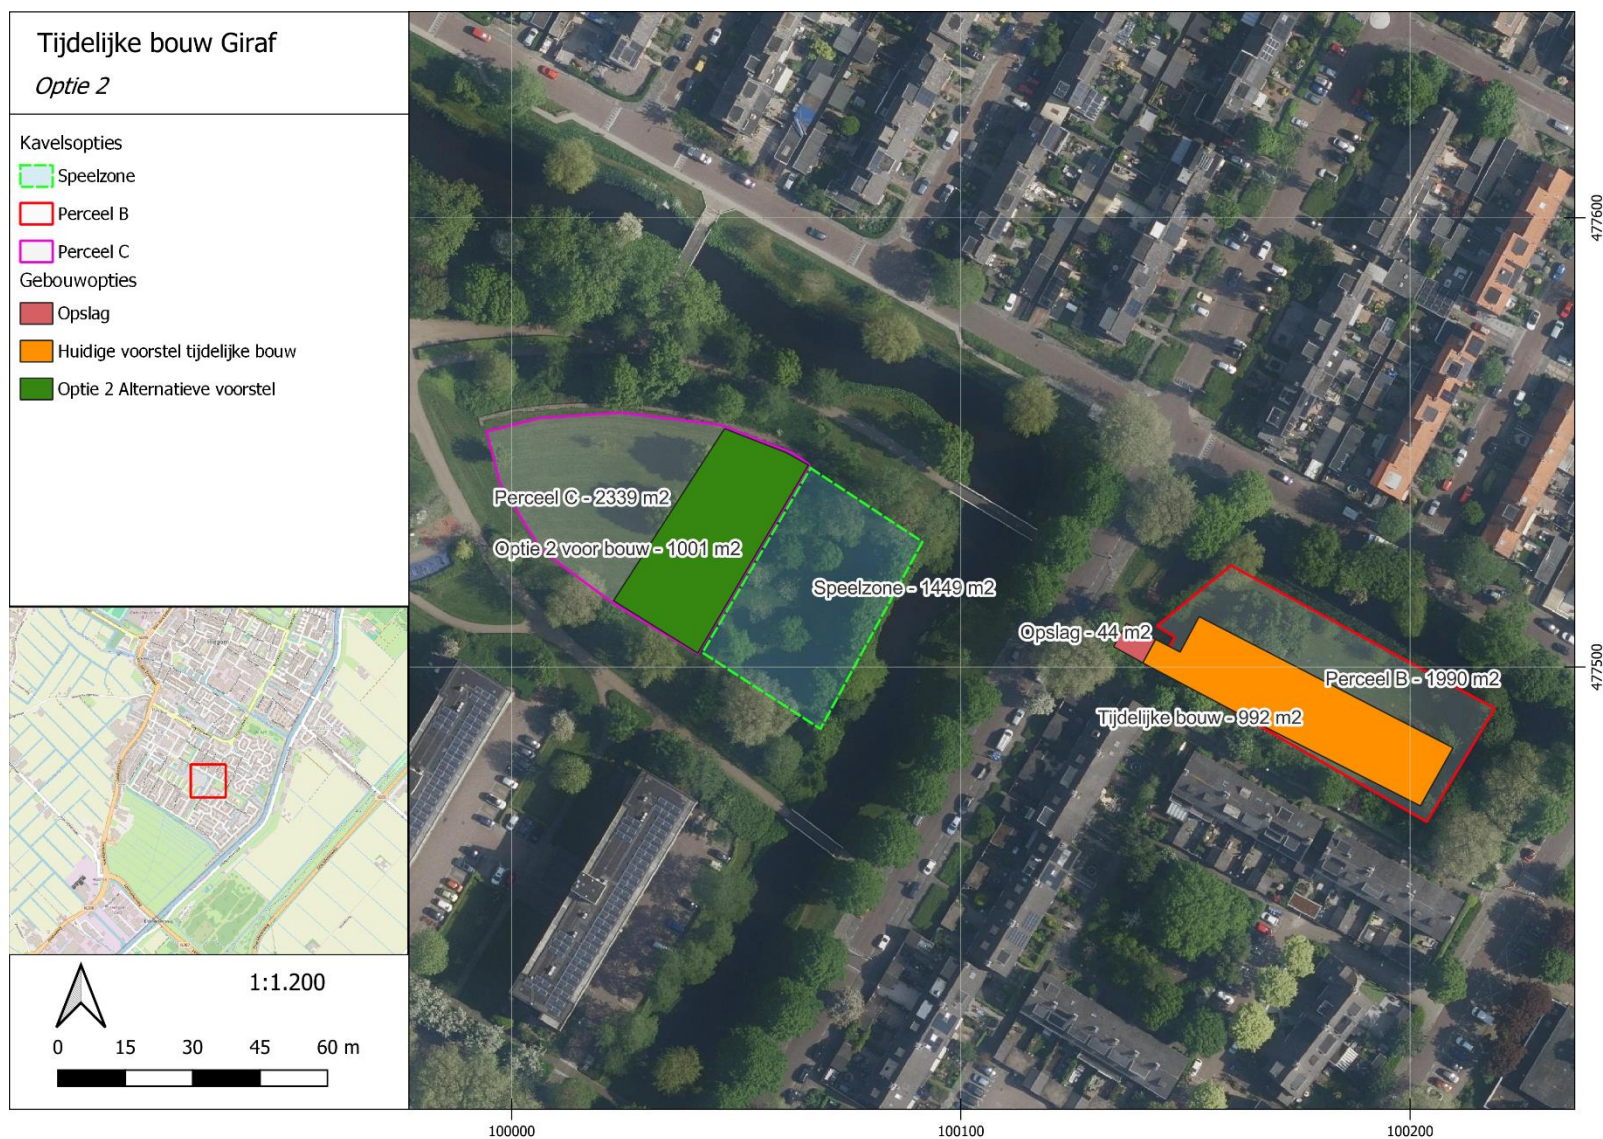 Tijdelijke bouw Giraf
Optie 2
Kavelsopties
Speelzone
Perceel B
Perceel C
Gebouwopties
Opslag
Huidige voorstel tijdelijke bouw
Optie 2 Alternatieve voorstel
1:1.200
0 15 30 45 60 m
Perceel C - 2339 m2
Optie 2 voor bouw - 1001 m2
Speelzone - 1449 m2
Opslag - 44 m2
Perceel B - 1990 m2
Tijdelijke bouw - 992 m2
477600
477500
100000 100100 100200